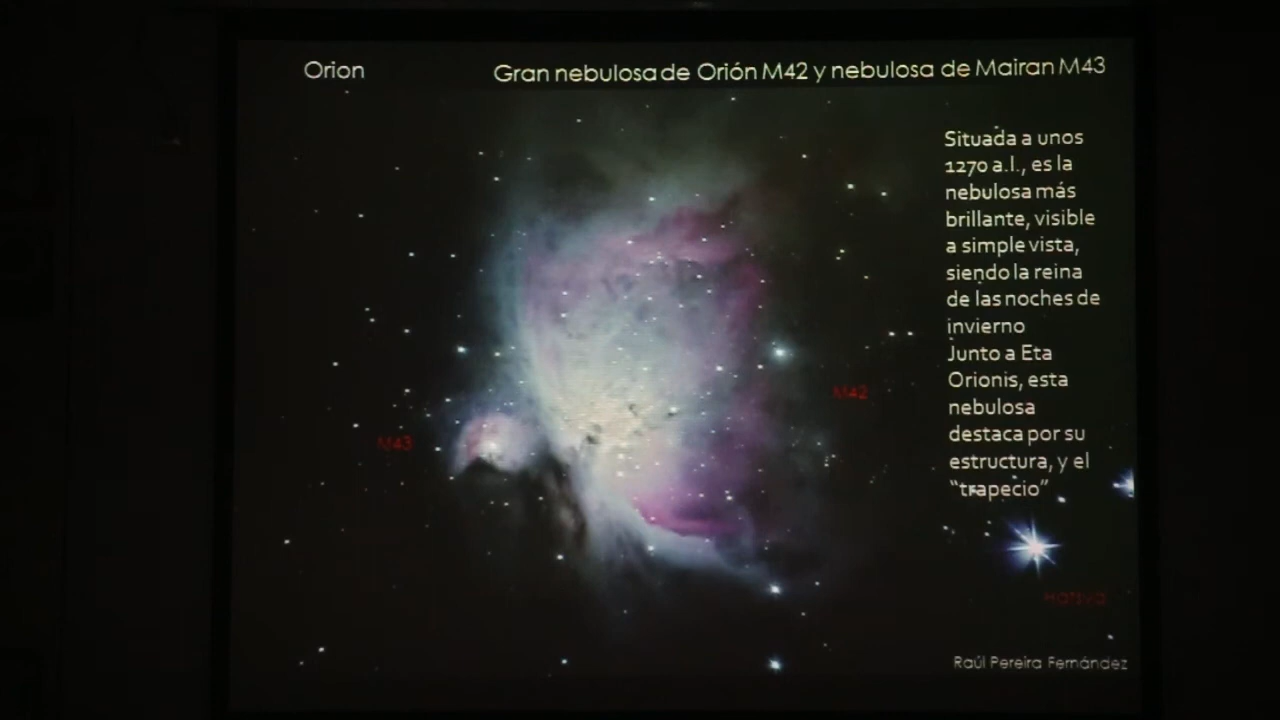 Orion
Gran nebulosa de Orión M42 y nebulosa de Mairan M43
Situada a unos
1270 a.l., es la
nebulosa más
brillante, visible
a simple vista,
siendo la reina
de las noches de
invierno
Junto a Eta
Orionis, esta
nebulosa
destaca por su
estructura, y el
“trapecio”
M42
M43
Hatsya
Raúl Pereira Fernández